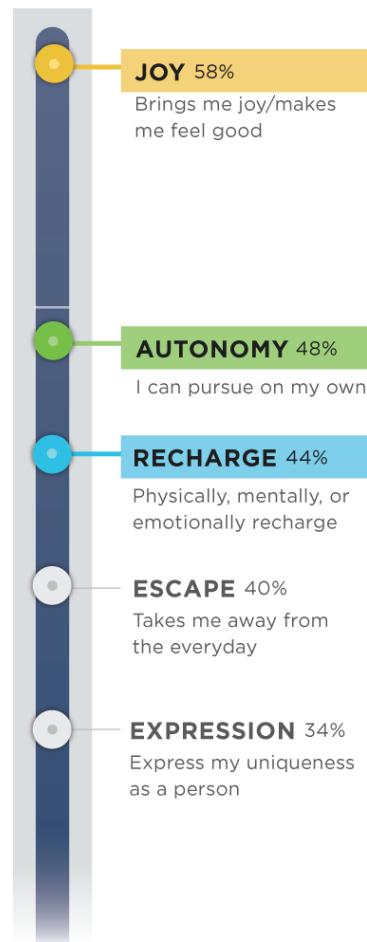 JOY 58%
Brings me joy/makes
me feel good
AUTONOMY 48%
I can pursue on my own
RECHARGE 44%
Physically, mentally, or
emotionally recharge
ESCAPE 40%
Takes me away from
the everyday
EXPRESSION 34%
Express my uniqueness
as a person